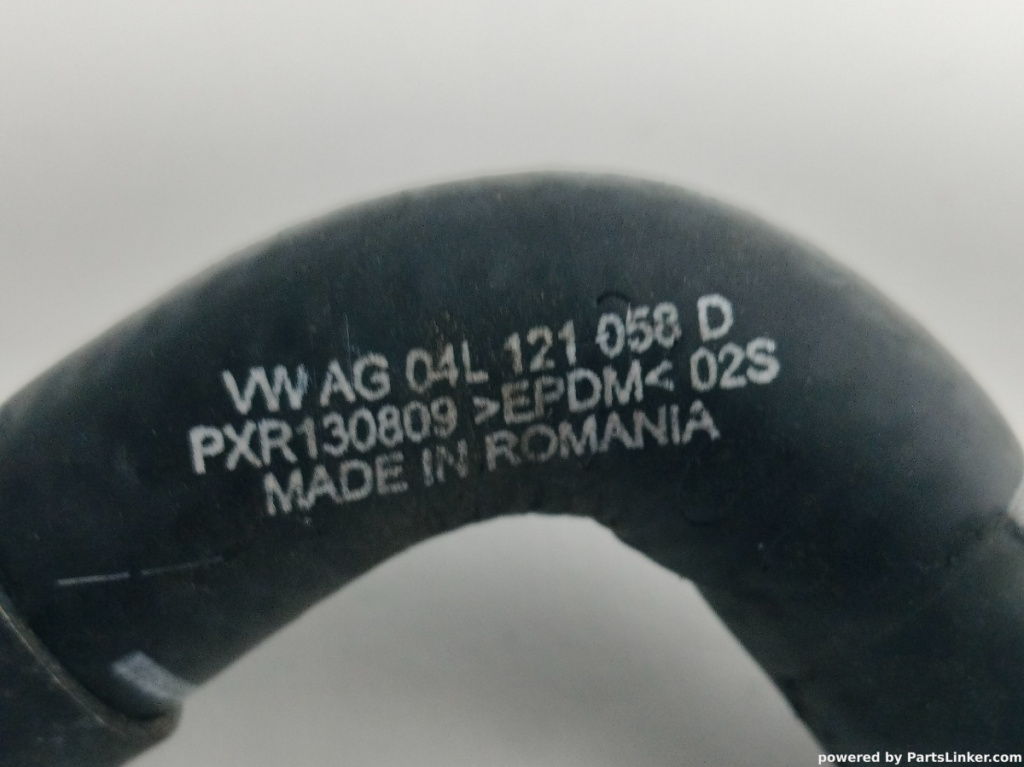 VW AG 04L 121 058 D
PXR130809 >EPDM< 02S
MADE IN ROMANIA
powered by PartsLinker.com